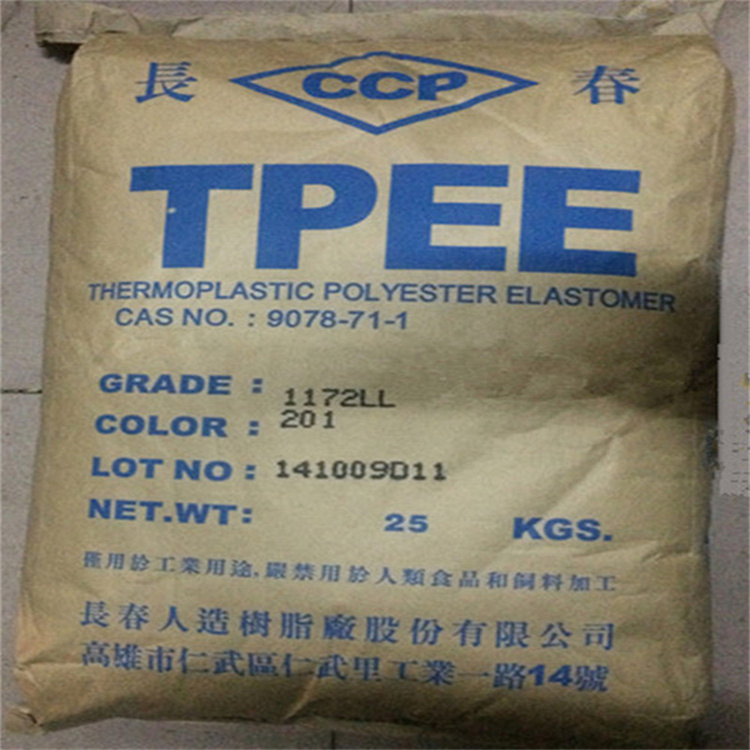 長 CCP 春
TPEE
THERMOPLASTIC POLYESTER ELASTOMER
CAS NO. : 9078-71-1
GRADE : 1172LL
COLOR : 201
LOT NO : 141009D11
NET.WT: 25 KGS.
僅用於工業用途,嚴禁用於人類食品和飼料加工
長春人造樹脂廠股份有限公司
高雄市仁武區仁武里工業一路14號